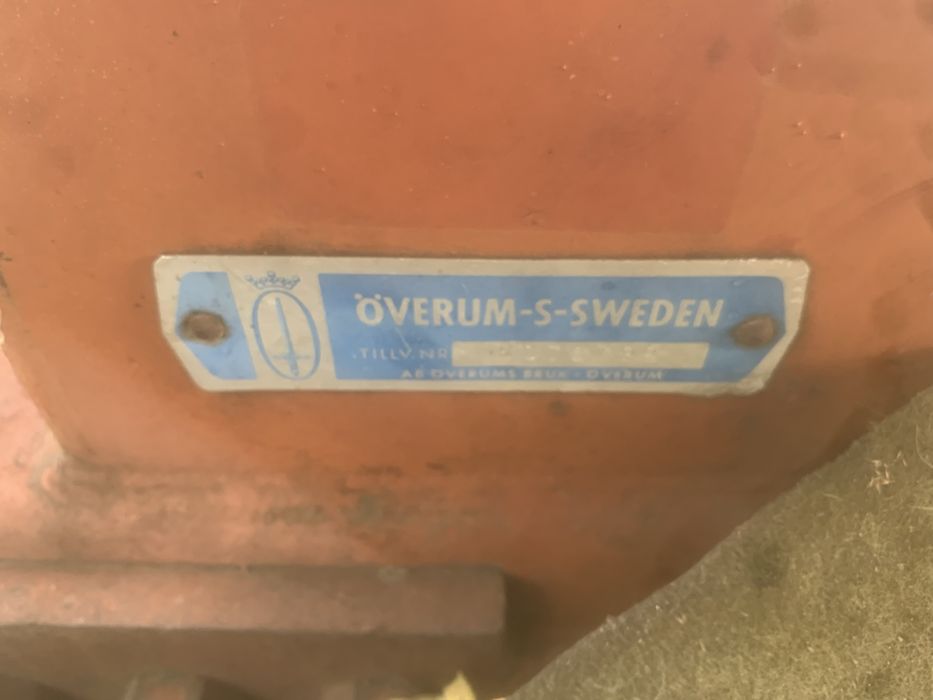 ÖVERUM-S-SWEDEN
TILLV.NR
AB ÖVERUMS BRUK - ÖVERUM